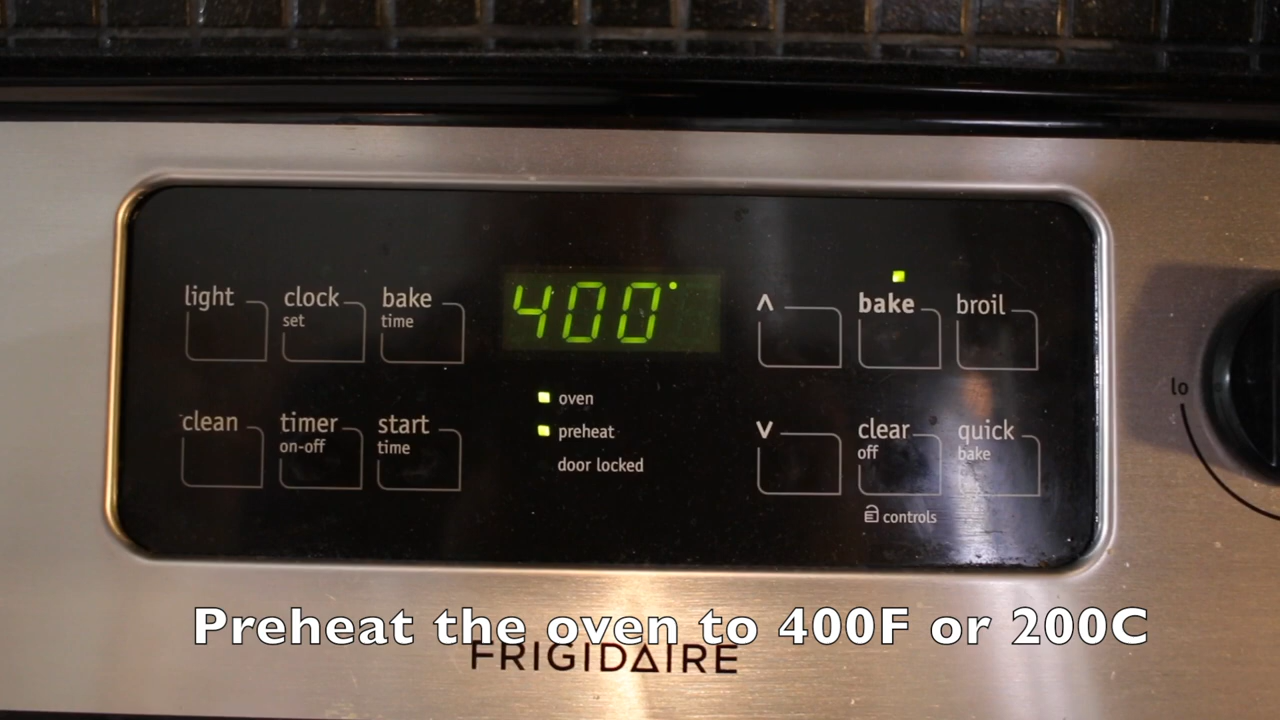 light clock set bake time
400°
^ bake broil
clean timer on-off start time
oven
preheat
door locked
v clear off quick bake
controls
lo
Preheat the oven to 400F or 200C
FRIGIDAIRE